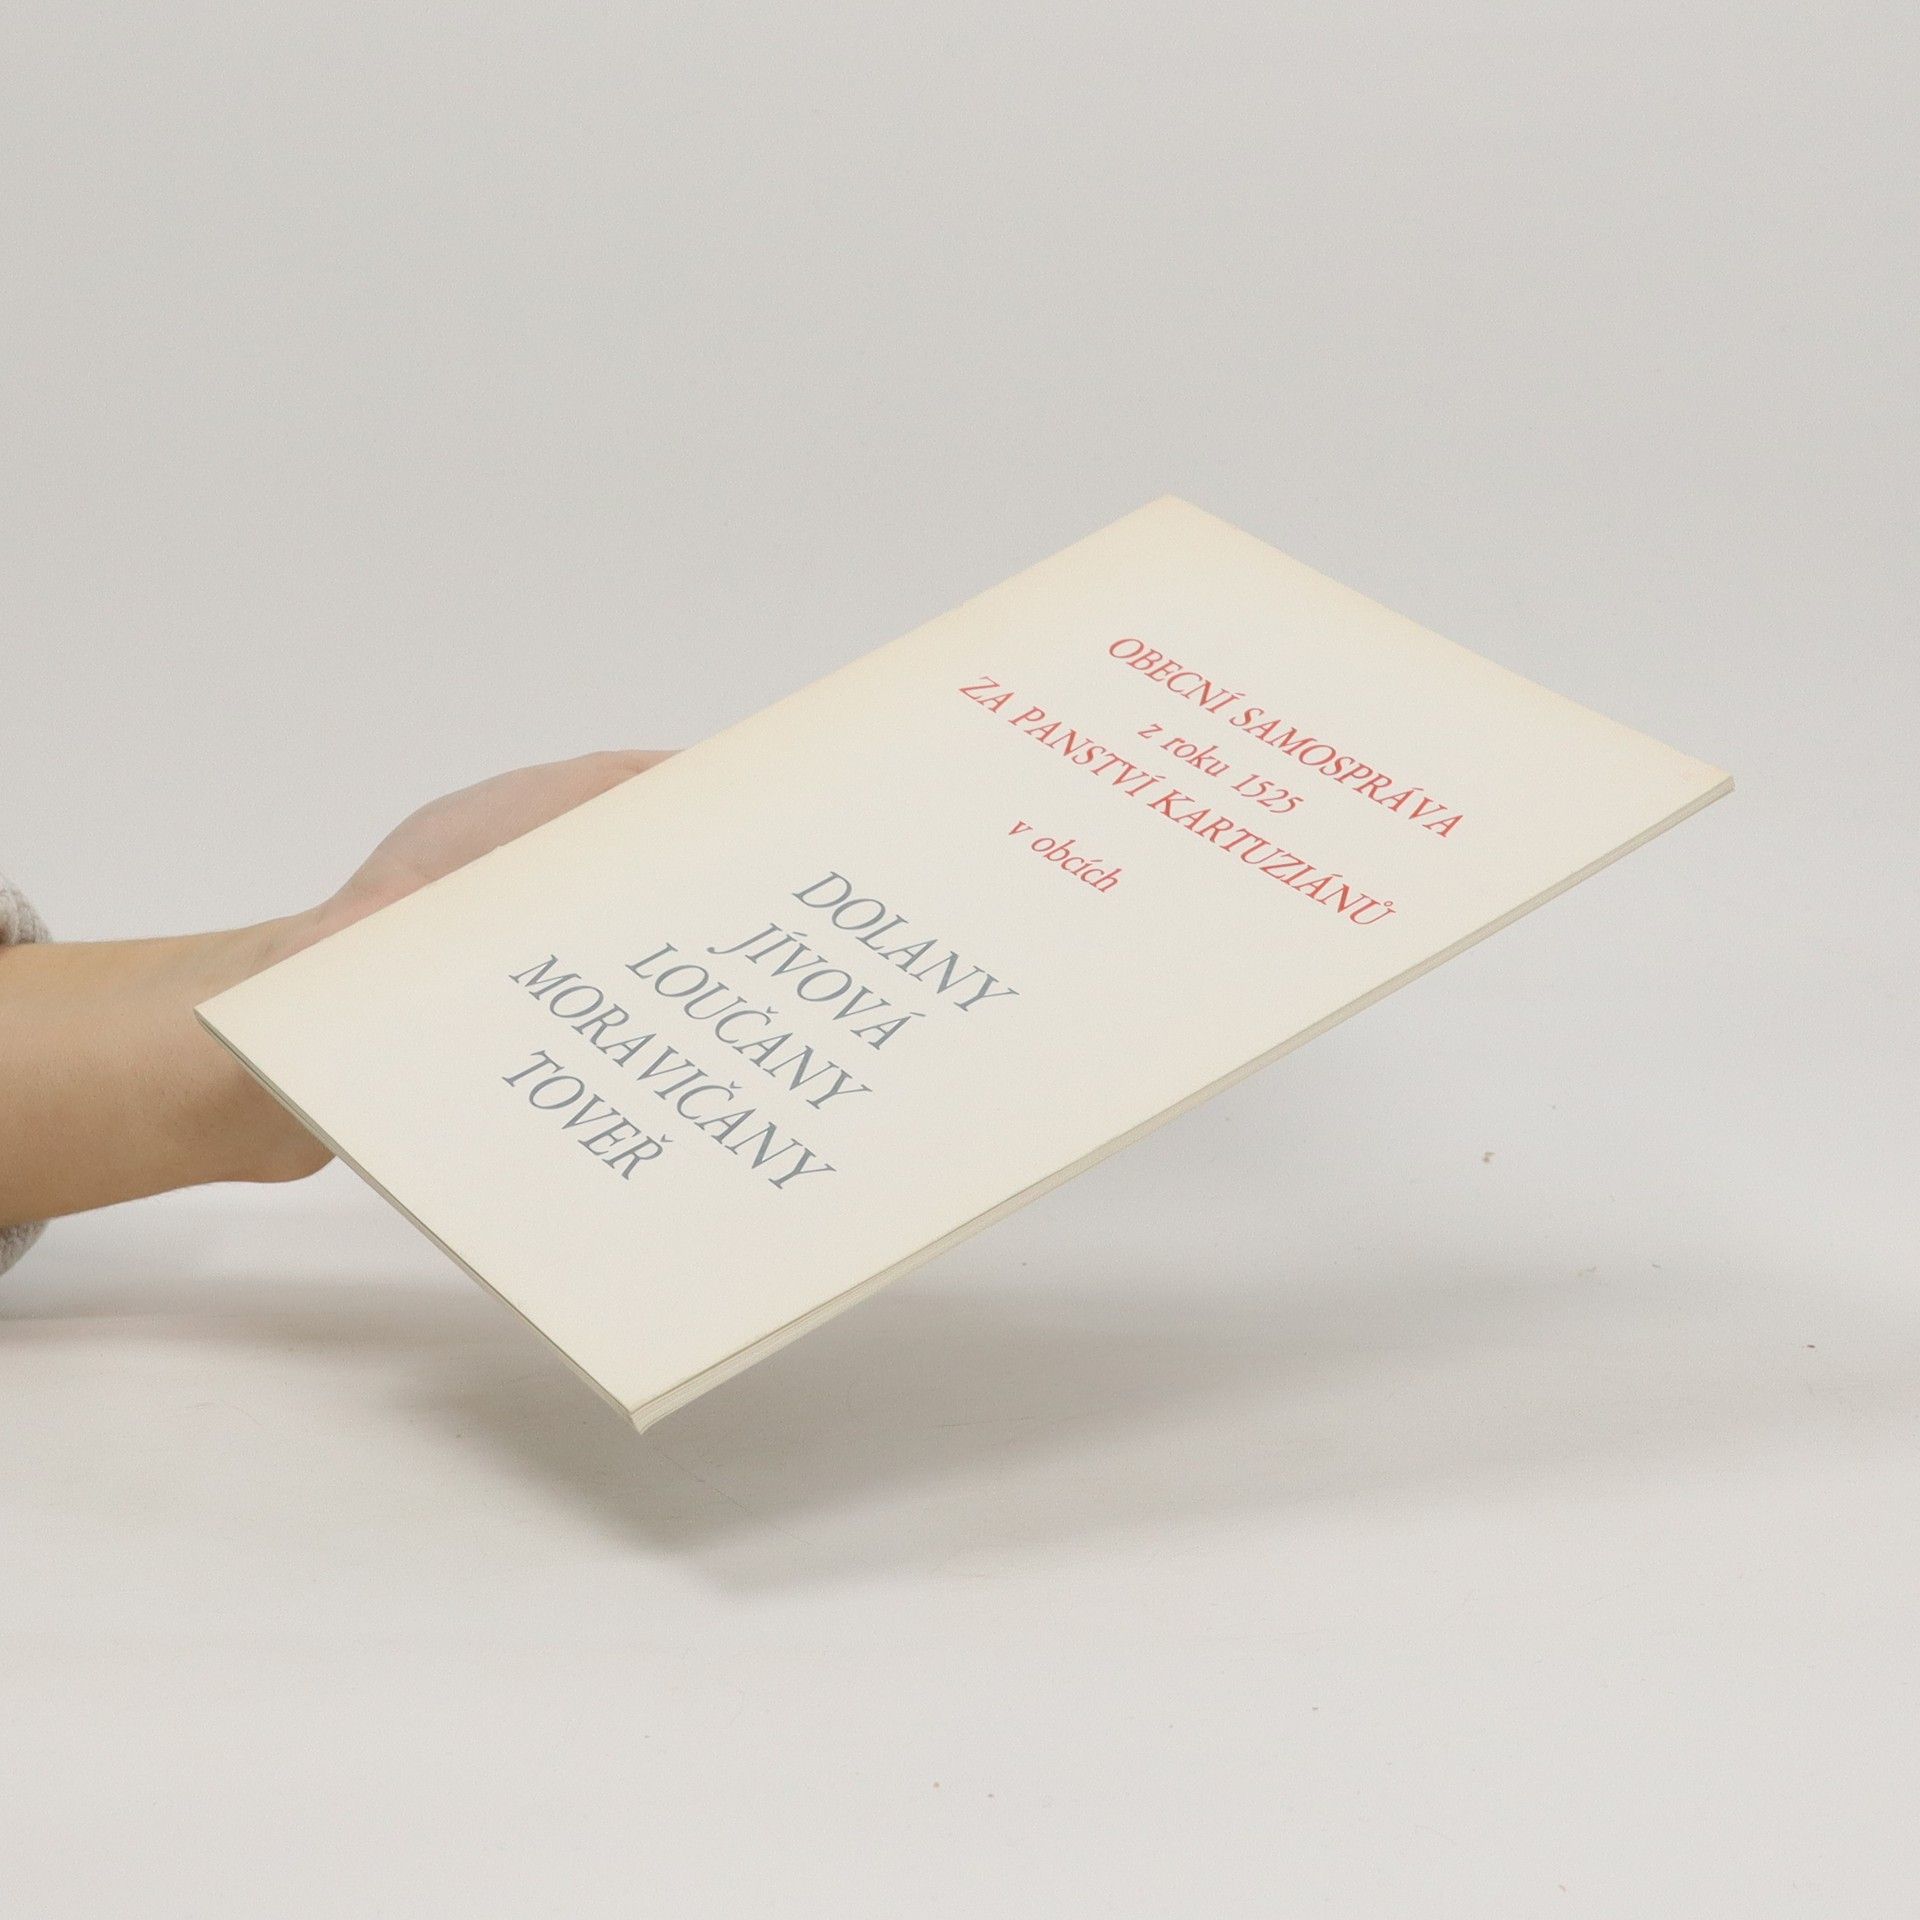 OBECNÍ SAMOSPRÁVA
z roku 1525
ZA PANSTVÍ KARTUZIÁNŮ
v obcích
DOLANY
JÍVOVÁ
LOUČANY
MORAVIČANY
TOVEŘ